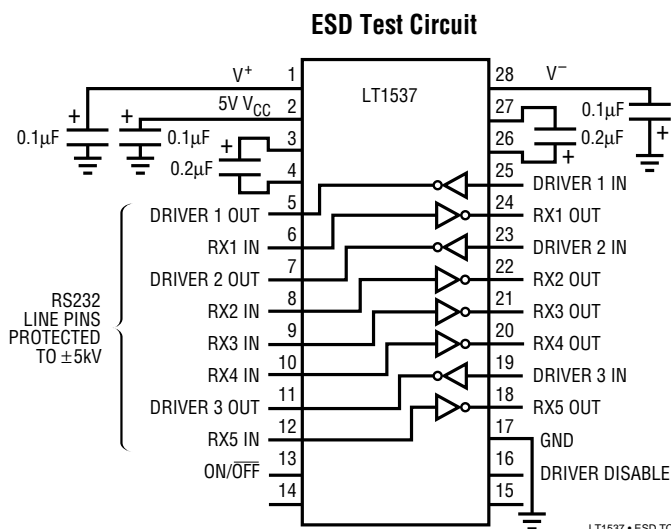 ESD Test Circuit
LT1537
V+ 1
5V VCC 2
3
4
0.1µF + + 0.1µF
0.2µF +
DRIVER 1 OUT 5
RX1 IN 6
DRIVER 2 OUT 7
RX2 IN 8
RX3 IN 9
RX4 IN 10
DRIVER 3 OUT 11
RX5 IN 12
ON/OFF 13
14
RS232
LINE PINS
PROTECTED
TO ±5kV
28 V−
27
26
0.1µF +
0.2µF +
25 DRIVER 1 IN
24 RX1 OUT
23 DRIVER 2 IN
22 RX2 OUT
21 RX3 OUT
20 RX4 OUT
19 DRIVER 3 IN
18 RX5 OUT
17 GND
16 DRIVER DISABLE
15
LT1537 • ESD TC